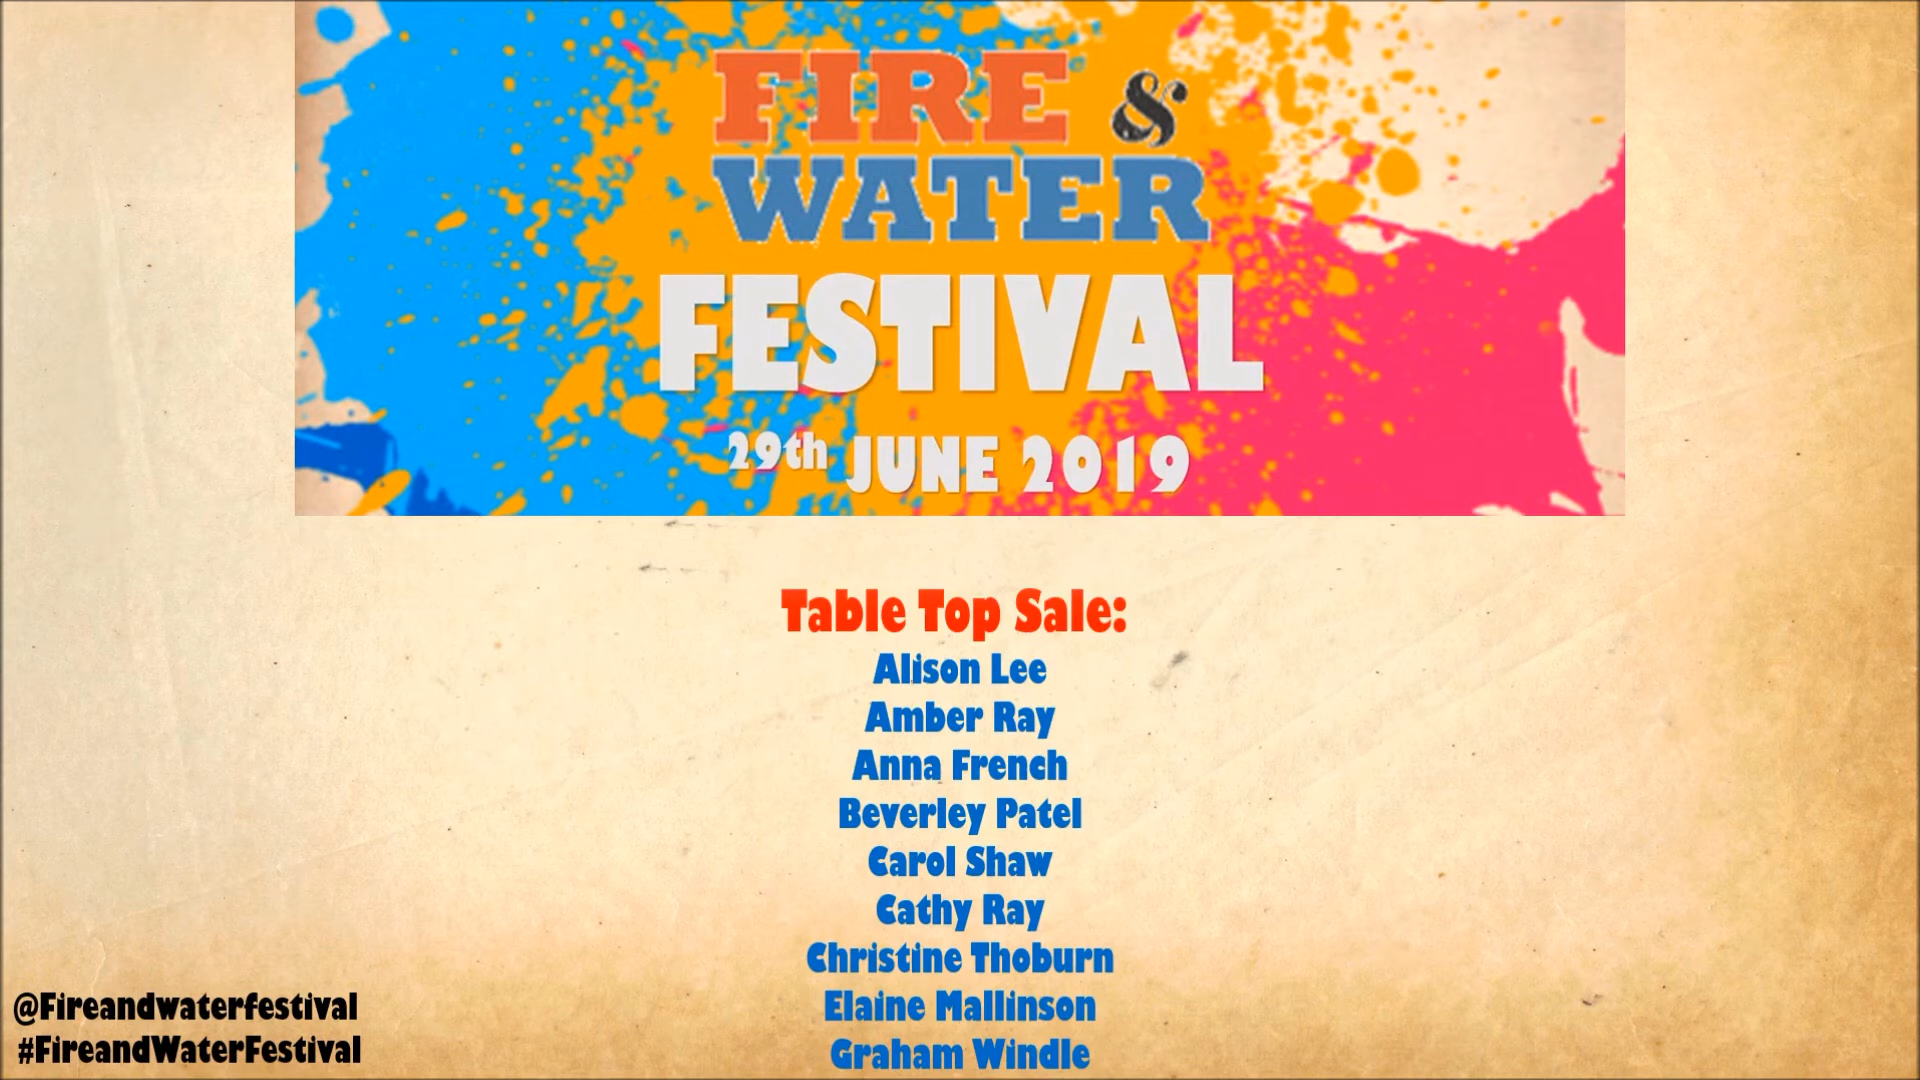 FIRE &
WATER
FESTIVAL
29th JUNE 2019
Table Top Sale:
Alison Lee
Amber Ray
Anna French
Beverley Patel
Carol Shaw
Cathy Ray
Christine Thoburn
Elaine Mallinson
Graham Windle
@Fireandwaterfestival
#FireandWaterFestival